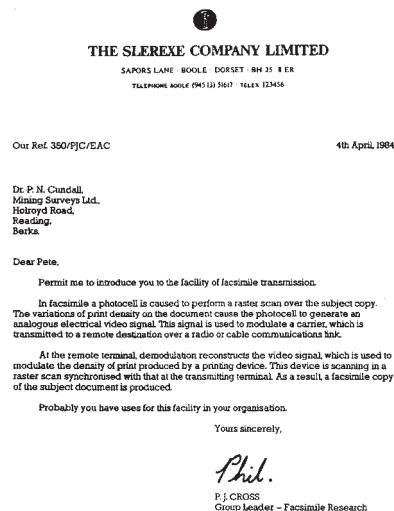 THE SLEREXE COMPANY LIMITED
SAPORS LANE · BOOLE · DORSET · BH 25 8 ER
TELEPHONE BOOLE (945 13) 51617 · TELEX 123456
Our Ref. 350/PJC/EAC
4th April, 1984
Dr. P. N. Cundall,
Mining Surveys Ltd.,
Holroyd Road,
Reading,
Berks.
Dear Pete,
Permit me to introduce you to the facility of facsimile transmission.
In facsimile a photocell is caused to perform a raster scan over the subject copy.
The variations of print density on the document cause the photocell to generate an
analogous electrical video signal. This signal is used to modulate a carrier, which is
transmitted to a remote destination over a radio or cable communications link.
At the remote terminal, demodulation reconstructs the video signal, which is used to
modulate the density of print produced by a printing device. This device is scanning in a
raster scan synchronised with that at the transmitting terminal. As a result, a facsimile copy
of the subject document is produced.
Probably you have uses for this facility in your organisation.
Yours sincerely,
Phil.
P. J. CROSS
Group Leader – Facsimile Research